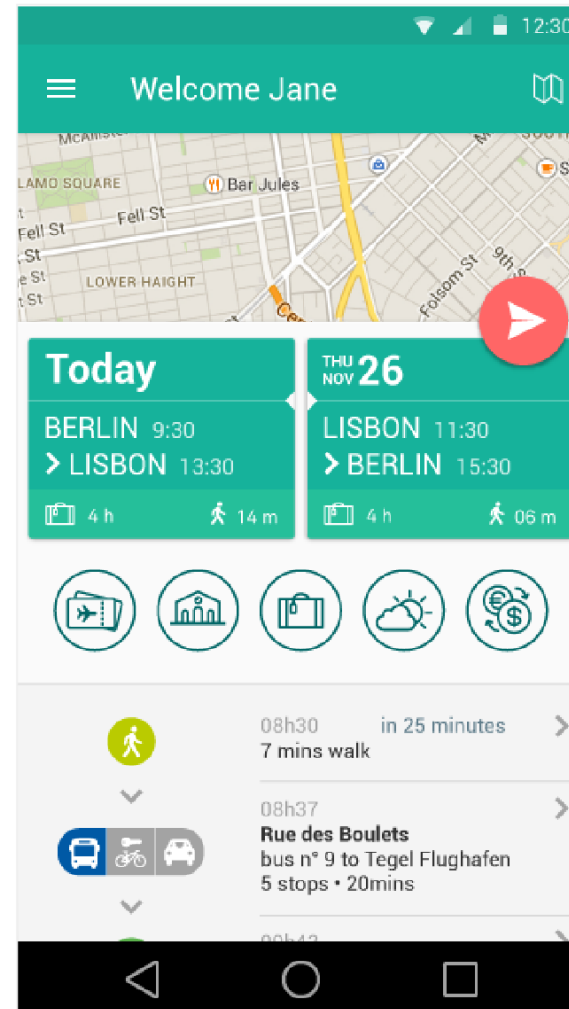 12:30
Welcome Jane
ALAMO SQUARE
Bar Jules
Fell St
Fell St
St
LOWER HAIGHT
St
St
Folsom St
9th
Today
THU
NOV 26
BERLIN 9:30
> LISBON 13:30
LISBON 11:30
> BERLIN 15:30
4 h
14 m
4 h
06 m
€
$
08h30 in 25 minutes
7 mins walk
08h37
Rue des Boulets
bus n° 9 to Tegel Flughafen
5 stops • 20mins